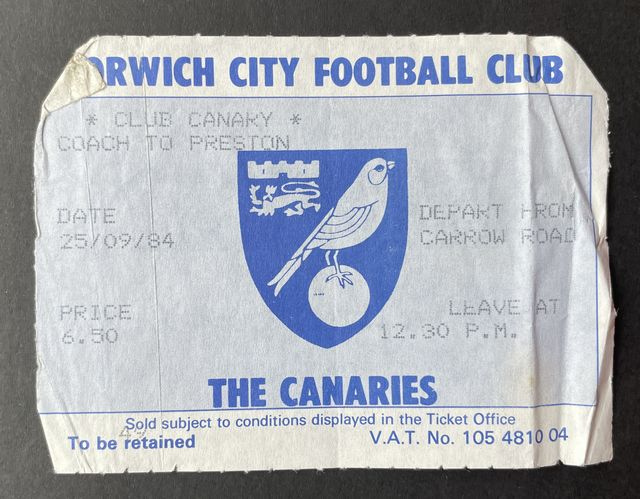 ORWICH CITY FOOTBALL CLUB
* CLUB CANARY *
COACH TO PRESTON
DATE
25/09/84
DEPART FROM
CARROW ROAD
PRICE
6.50
LEAVE AT
12.30 P.M.
THE CANARIES
Sold subject to conditions displayed in the Ticket Office
To be retained
V.A.T. No. 105 4810 04